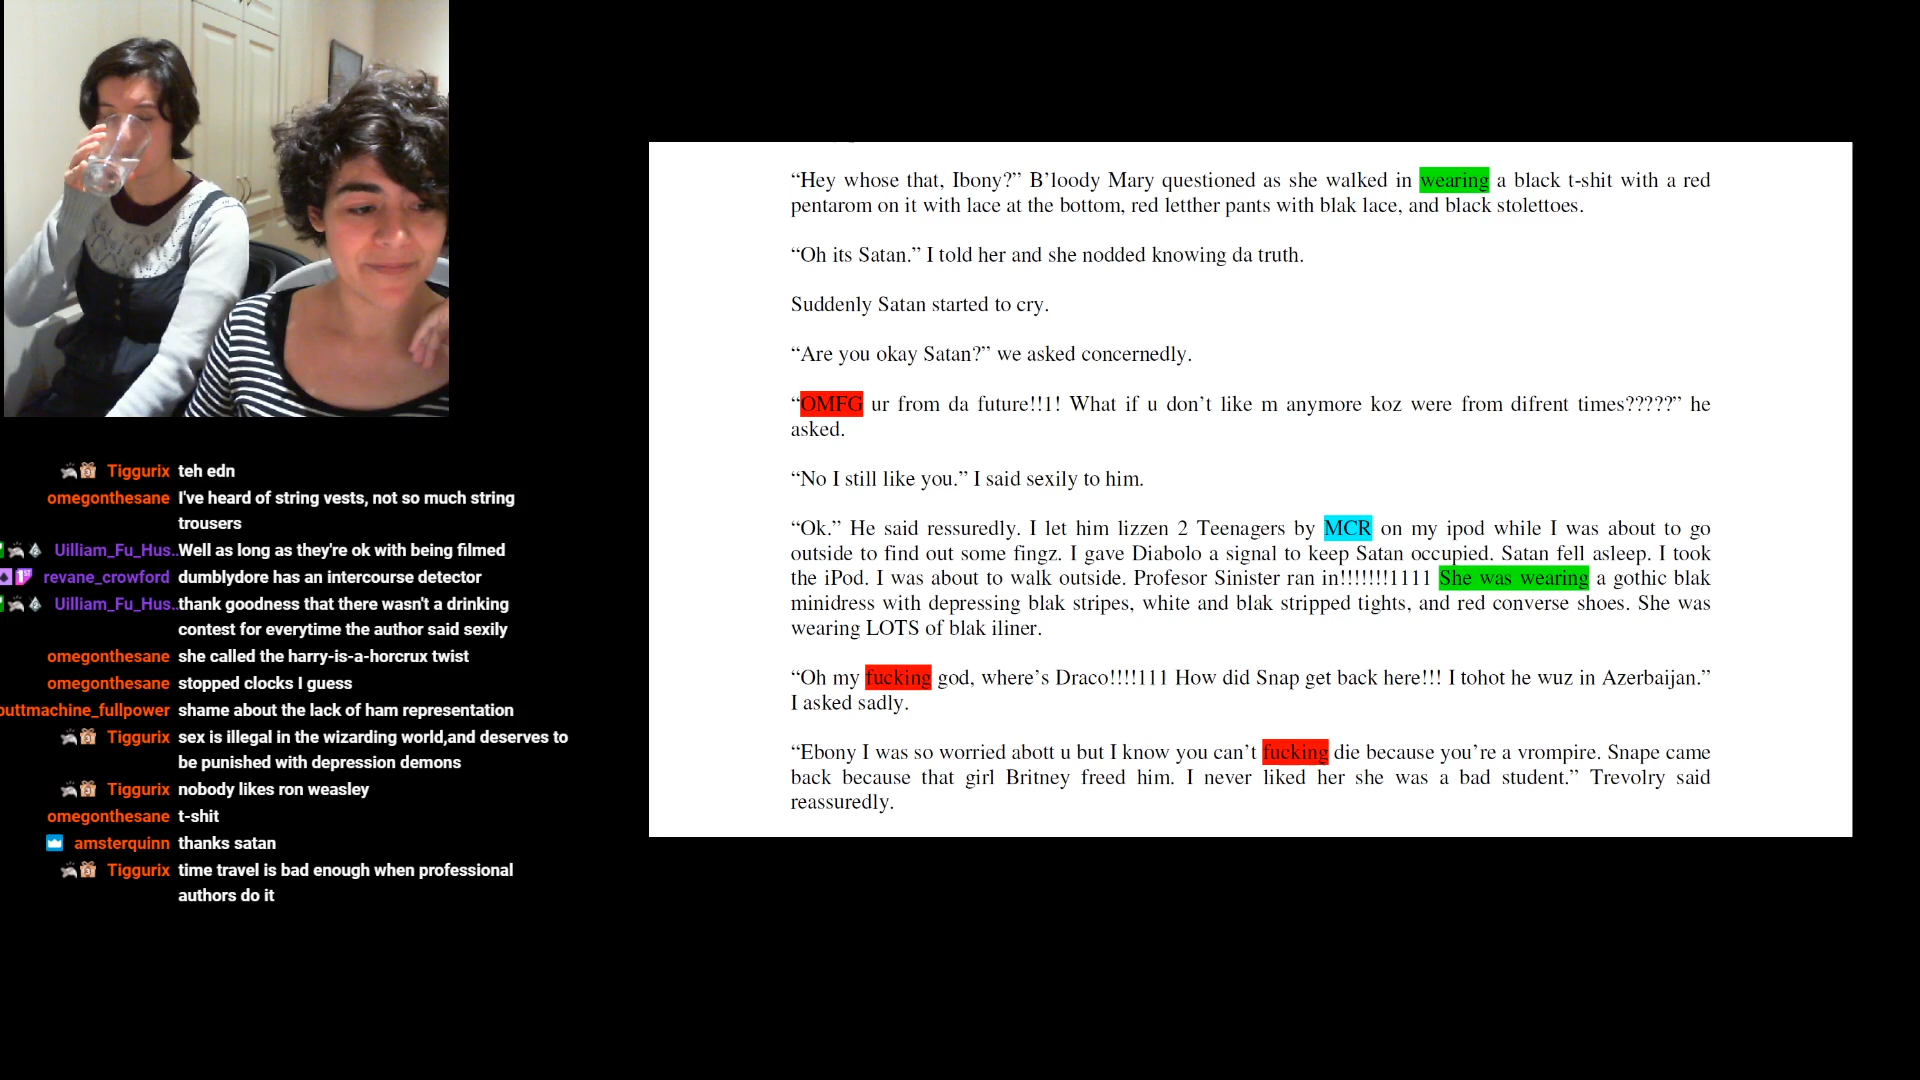 Tiggurix teh edn
omegonthesane I've heard of string vests, not so much string
trousers
Uilliam_Fu_Hus.. Well as long as they're ok with being filmed
revane_crowford dumblydore has an intercourse detector
Uilliam_Fu_Hus.. thank goodness that there wasn't a drinking
contest for everytime the author said sexily
omegonthesane she called the harry-is-a-horcrux twist
omegonthesane stopped clocks I guess
buttmachine_fullpower shame about the lack of ham representation
Tiggurix sex is illegal in the wizarding world,and deserves to
be punished with depression demons
Tiggurix nobody likes ron weasley
omegonthesane t-shit
amsterquinn thanks satan
Tiggurix time travel is bad enough when professional
authors do it
“Hey whose that, Ibony?” B’loody Mary questioned as she walked in wearing a black t-shit with a red
pentarom on it with lace at the bottom, red letther pants with blak lace, and black stolettoes.
“Oh its Satan.” I told her and she nodded knowing da truth.
Suddenly Satan started to cry.
“Are you okay Satan?” we asked concernedly.
“OMFG ur from da future!!1! What if u don’t like m anymore koz were from difrent times?????” he
asked.
“No I still like you.” I said sexily to him.
“Ok.” He said ressuredly. I let him lizzen 2 Teenagers by MCR on my ipod while I was about to go
outside to find out some fingz. I gave Diabolo a signal to keep Satan occupied. Satan fell asleep. I took
the iPod. I was about to walk outside. Profesor Sinister ran in!!!!!!!1111 She was wearing a gothic blak
minidress with depressing blak stripes, white and blak stripped tights, and red converse shoes. She was
wearing LOTS of blak iliner.
“Oh my fucking god, where’s Draco!!!!111 How did Snap get back here!!! I tohot he wuz in Azerbaijan.”
I asked sadly.
“Ebony I was so worried abott u but I know you can’t fucking die because you’re a vrompire. Snape came
back because that girl Britney freed him. I never liked her she was a bad student.” Trevolry said
reassuredly.